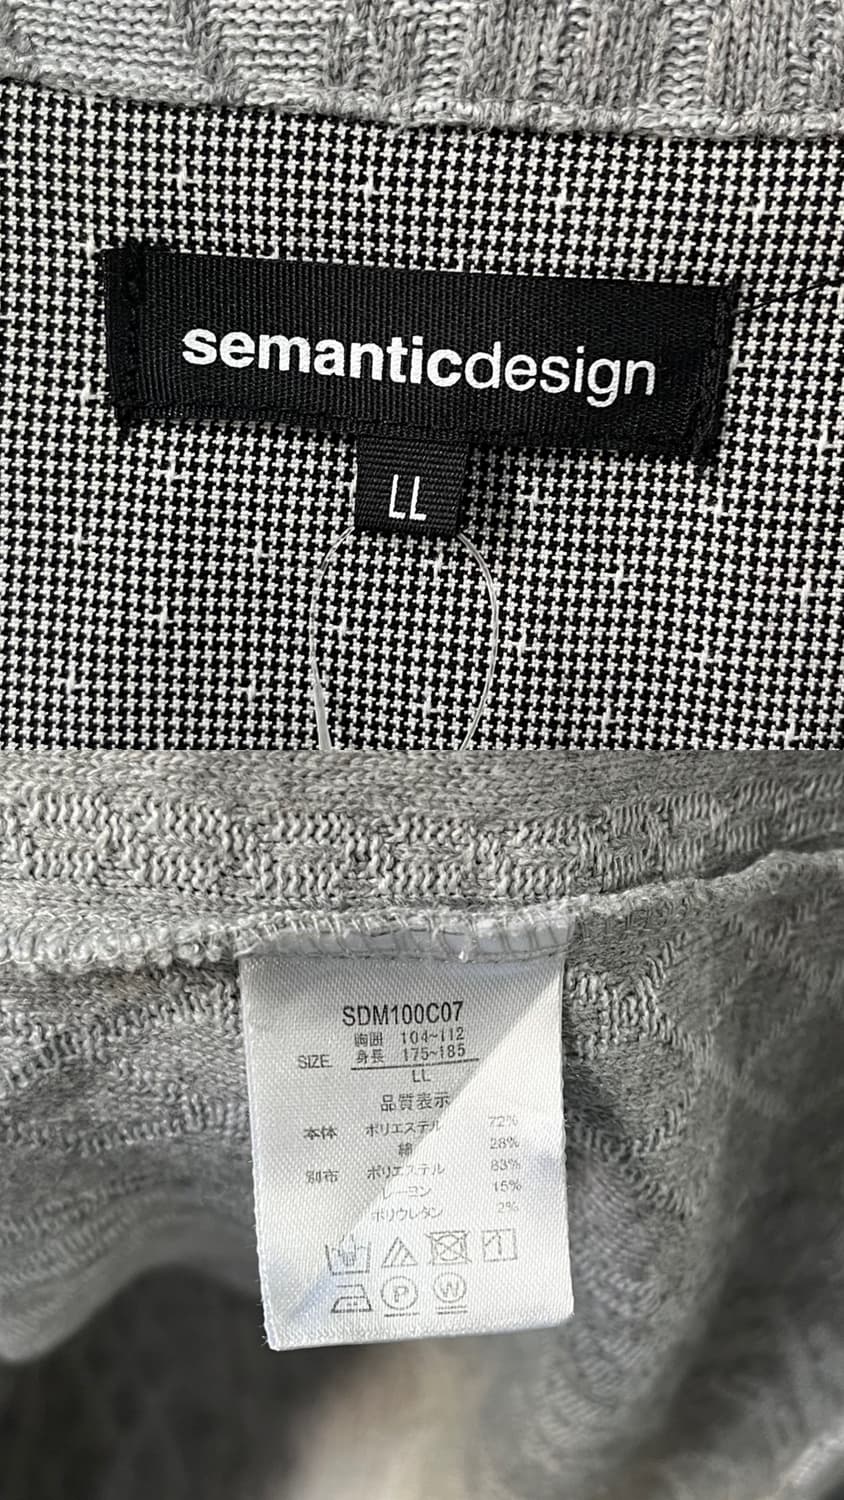 semanticdesign
LL
SDM100C07
胸囲 104~112
SIZE 身長 175~185
LL
品質表示
本体 ポリエステル 72%
綿 28%
別布 ポリエステル 83%
レーヨン 15%
ポリウレタン 2%
P W